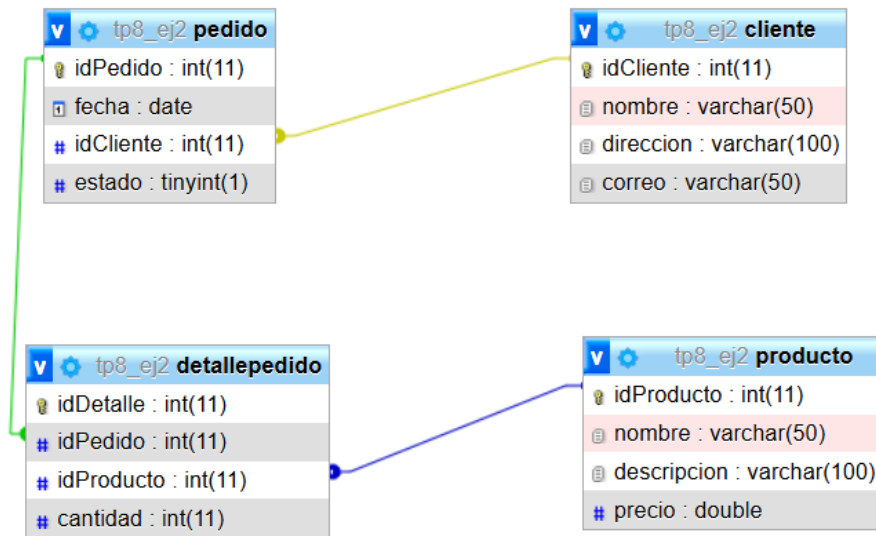 tp8_ej2 pedido
idPedido : int(11)
fecha : date
idCliente : int(11)
estado : tinyint(1)
tp8_ej2 cliente
idCliente : int(11)
nombre : varchar(50)
direccion : varchar(100)
correo : varchar(50)
tp8_ej2 detallepedido
idDetalle : int(11)
idPedido : int(11)
idProducto : int(11)
cantidad : int(11)
tp8_ej2 producto
idProducto : int(11)
nombre : varchar(50)
descripcion : varchar(100)
precio : double